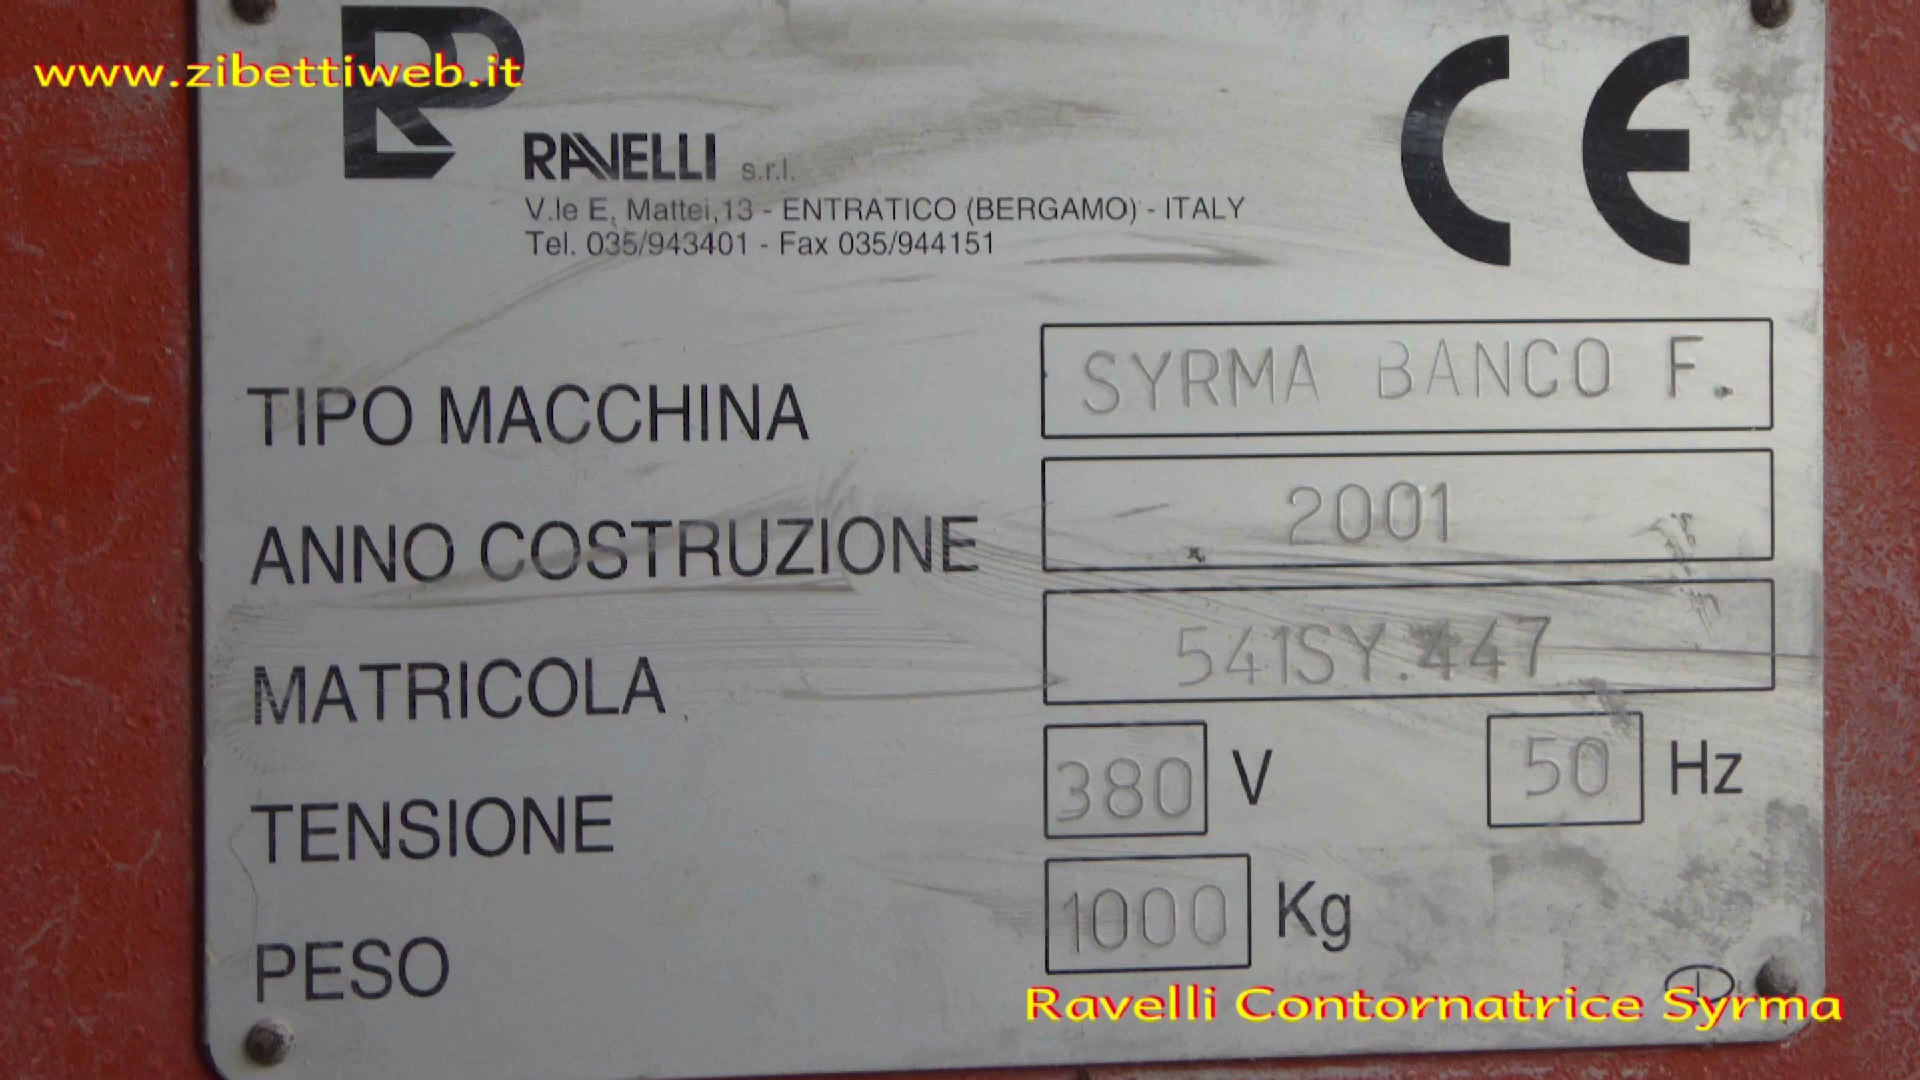 www.zibettiweb.it
RAVELLI s.r.l.
V.le E. Mattei,13 - ENTRATICO (BERGAMO) - ITALY
Tel. 035/943401 - Fax 035/944151
CE
TIPO MACCHINA SYRMA BANCO F.
ANNO COSTRUZIONE 2001
MATRICOLA 541SY.447
TENSIONE 380 V 50 Hz
PESO 1000 Kg
Ravelli Contornatrice Syrma